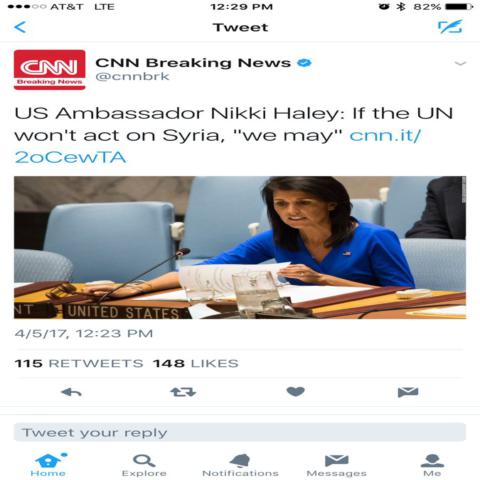 AT&T LTE 12:29 PM 82%
Tweet
CNN
Breaking News
CNN Breaking News
@cnnbrk
US Ambassador Nikki Haley: If the UN
won't act on Syria, "we may" cnn.it/
2oCewTA
NT UNITED STATES
4/5/17, 12:23 PM
115 RETWEETS 148 LIKES
Tweet your reply
Home Explore Notifications Messages Me